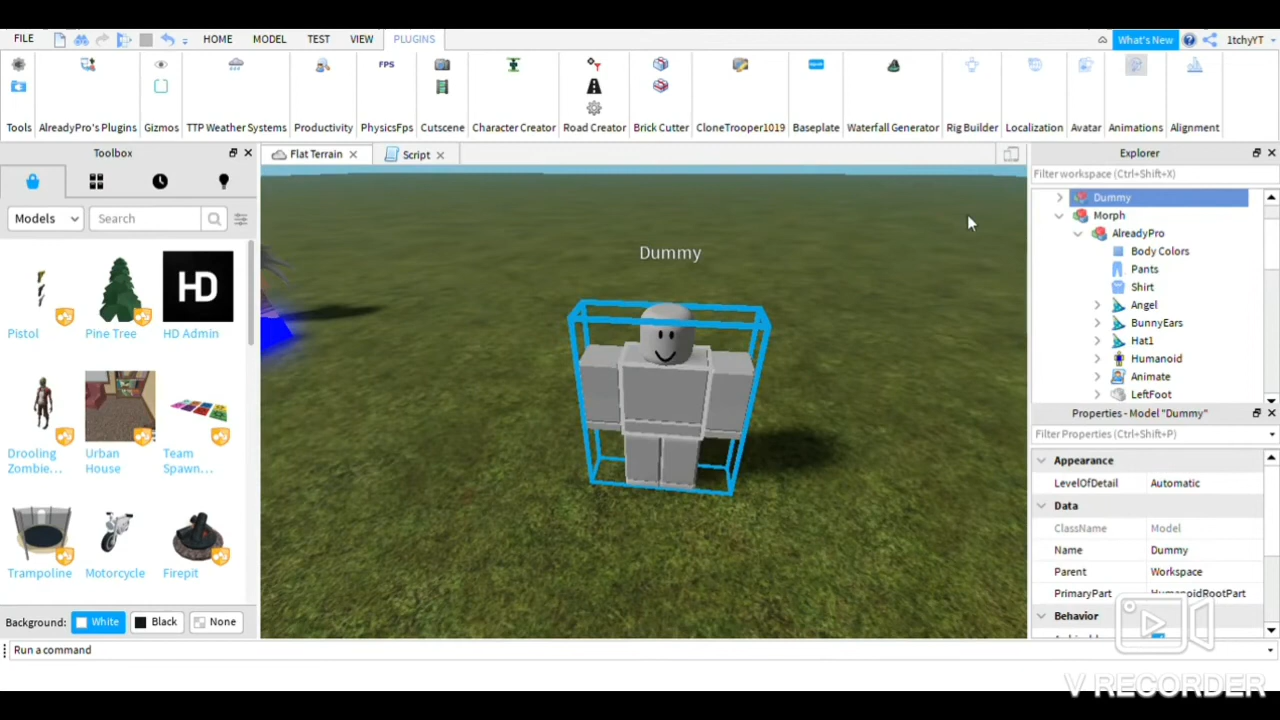 FILE HOME MODEL TEST VIEW PLUGINS What's New 1tchyYT
FPS
Tools AlreadyPro's Plugins Gizmos TTP Weather Systems Productivity PhysicsFps Cutscene Character Creator Road Creator Brick Cutter CloneTrooper1019 Baseplate Waterfall Generator Rig Builder Localization Avatar Animations Alignment
Toolbox
Models Search
HD
Pistol Pine Tree HD Admin
Drooling Urban Team
Zombie... House Spawn...
Trampoline Motorcycle Firepit
Background: White Black None
Flat Terrain Script
Dummy
Explorer
Filter workspace (Ctrl+Shift+X)
Dummy
Morph
AlreadyPro
Body Colors
Pants
Shirt
Angel
BunnyEars
Hat1
Humanoid
Animate
LeftFoot
Properties - Model "Dummy"
Filter Properties (Ctrl+Shift+P)
Appearance
LevelOfDetail Automatic
Data
ClassName Model
Name Dummy
Parent Workspace
PrimaryPart HumanoidRootPart
Behavior
Run a command
V RECORDER